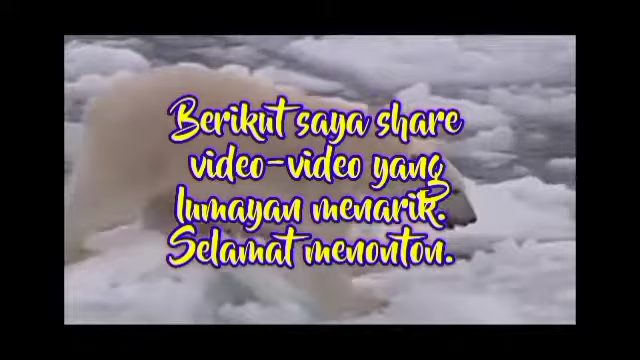 Berikut saya share
video-video yang
lumayan menarik.
Selamat menonton.